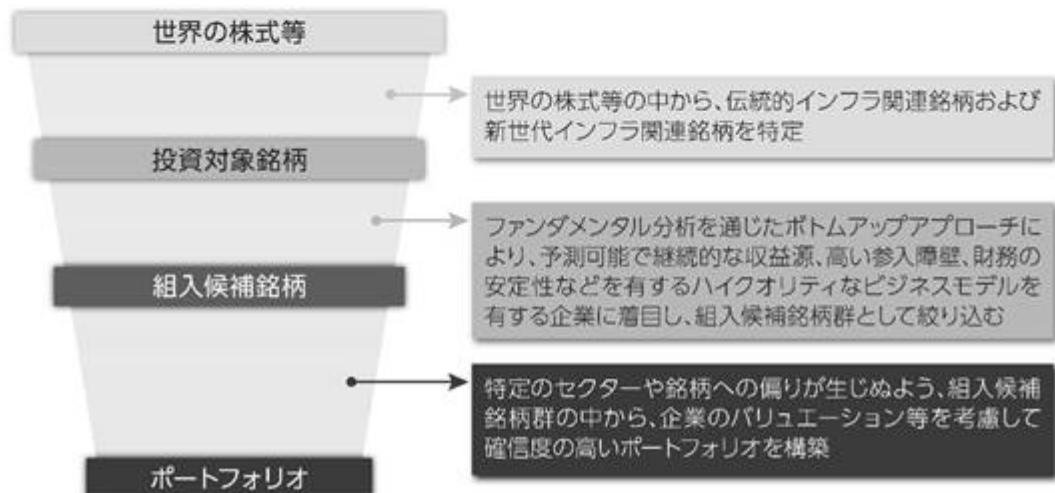 世界の株式等
世界の株式等の中から、伝統的インフラ関連銘柄および
新世代インフラ関連銘柄を特定
投資対象銘柄
ファンダメンタル分析を通じたボトムアップアプローチに
より、予測可能で継続的な収益源、高い参入障壁、財務の
安定性などを有するハイクオリティなビジネスモデルを
有する企業に着目し、組入候補銘柄群として絞り込む
組入候補銘柄
特定のセクターや銘柄への偏りが生じぬよう、組入候補
銘柄群の中から、企業のバリュエーション等を考慮して
確信度の高いポートフォリオを構築
ポートフォリオ